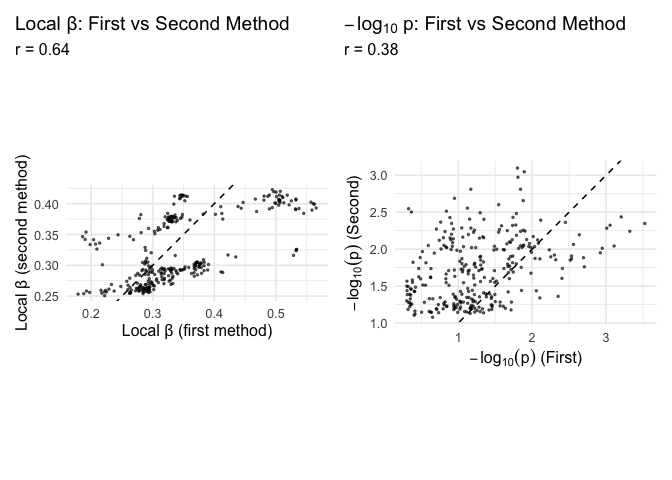 Local β: First vs Second Method
r = 0.64
Local β (second method)
0.40
0.35
0.30
0.25
0.2
0.3
0.4
0.5
Local β (first method)
−log₁₀ p: First vs Second Method
r = 0.38
−log₁₀(p) (Second)
3.0
2.5
2.0
1.5
1.0
1
2
3
−log₁₀(p) (First)